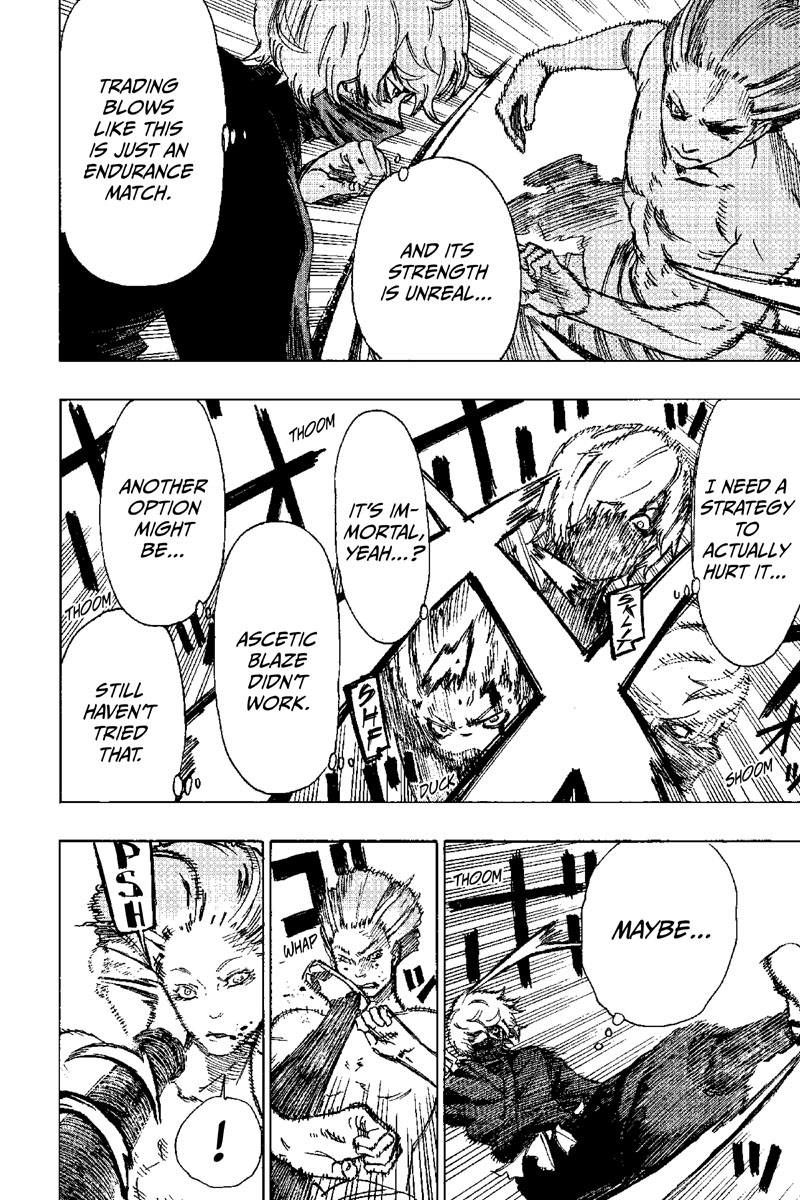 TRADING
BLOWS
LIKE THIS
IS JUST AN
ENDURANCE
MATCH.
AND ITS
STRENGTH
IS UNREAL...
I NEED A
STRATEGY
TO
ACTUALLY
HURT IT...
SKLIT
SHOOM
THOOM
IT'S IM-
MORTAL,
YEAH...?
SHF
DUCK
ASCETIC
BLAZE
DIDN'T
WORK.
ANOTHER
OPTION
MIGHT
BE...
THOOM
STILL
HAVEN'T
TRIED
THAT.
MAYBE...
THOOM
ゴ
WHAP
PSH
!